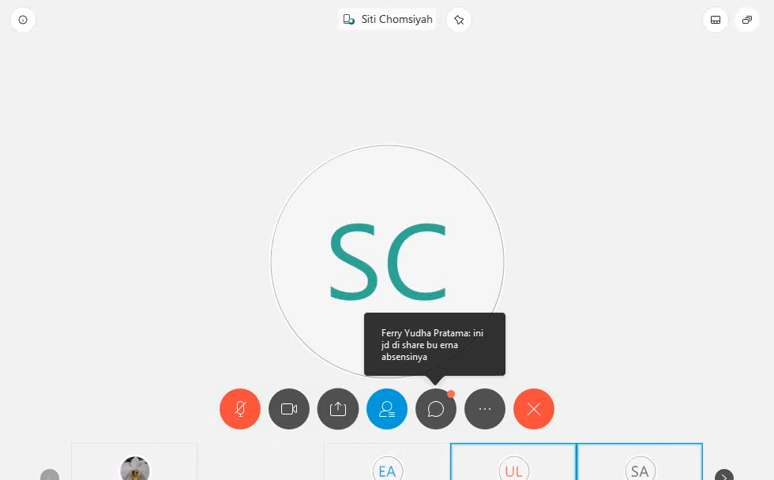 Siti Chomsiyah
SC
Ferry Yudha Pratama: ini
jd di share bu erna
absensinya
EA
UL
SA